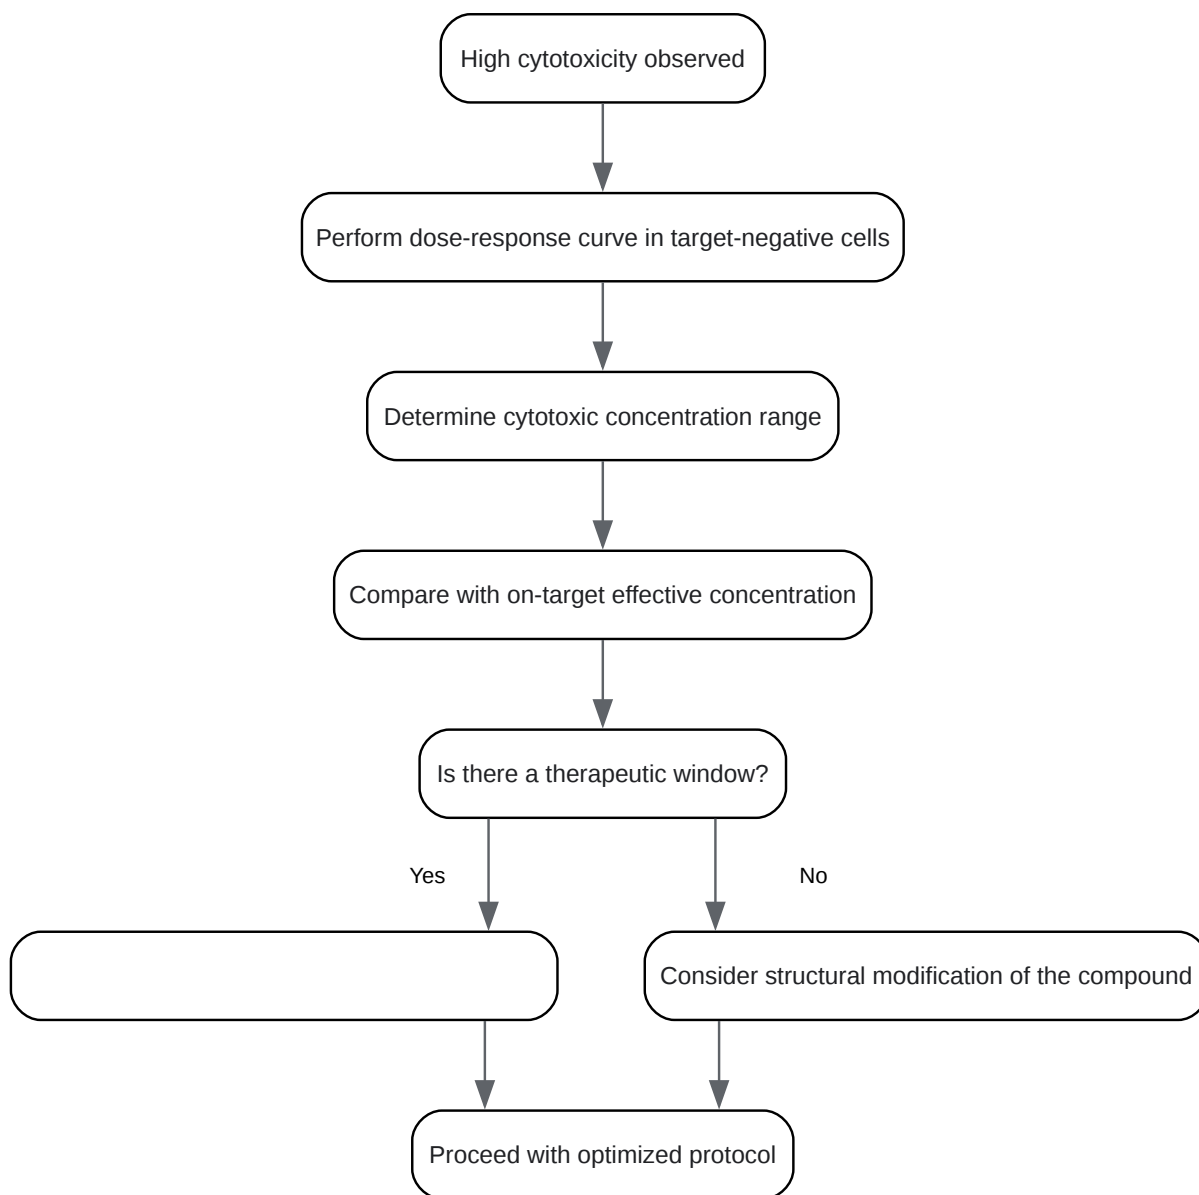 High cytotoxicity observed
Perform dose-response curve in target-negative cells
Determine cytotoxic concentration range
Compare with on-target effective concentration
Is there a therapeutic window?
Yes
No
Consider structural modification of the compound
Proceed with optimized protocol